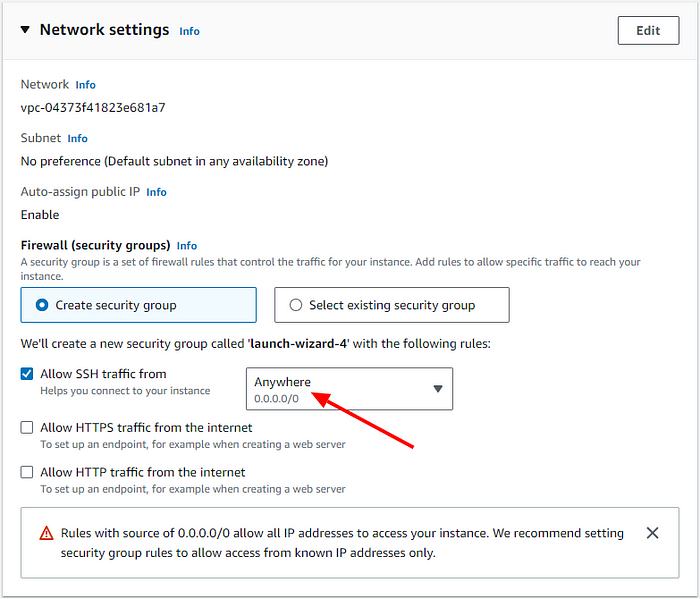 Network settings Info
Edit
Network Info
vpc-04373f41823e681a7
Subnet Info
No preference (Default subnet in any availability zone)
Auto-assign public IP Info
Enable
Firewall (security groups) Info
A security group is a set of firewall rules that control the traffic for your instance. Add rules to allow specific traffic to reach your
instance.
Create security group
Select existing security group
We'll create a new security group called 'launch-wizard-4' with the following rules:
Allow SSH traffic from
Helps you connect to your instance
Anywhere
0.0.0.0/0
Allow HTTPS traffic from the internet
To set up an endpoint, for example when creating a web server
Allow HTTP traffic from the internet
To set up an endpoint, for example when creating a web server
Rules with source of 0.0.0.0/0 allow all IP addresses to access your instance. We recommend setting
security group rules to allow access from known IP addresses only.